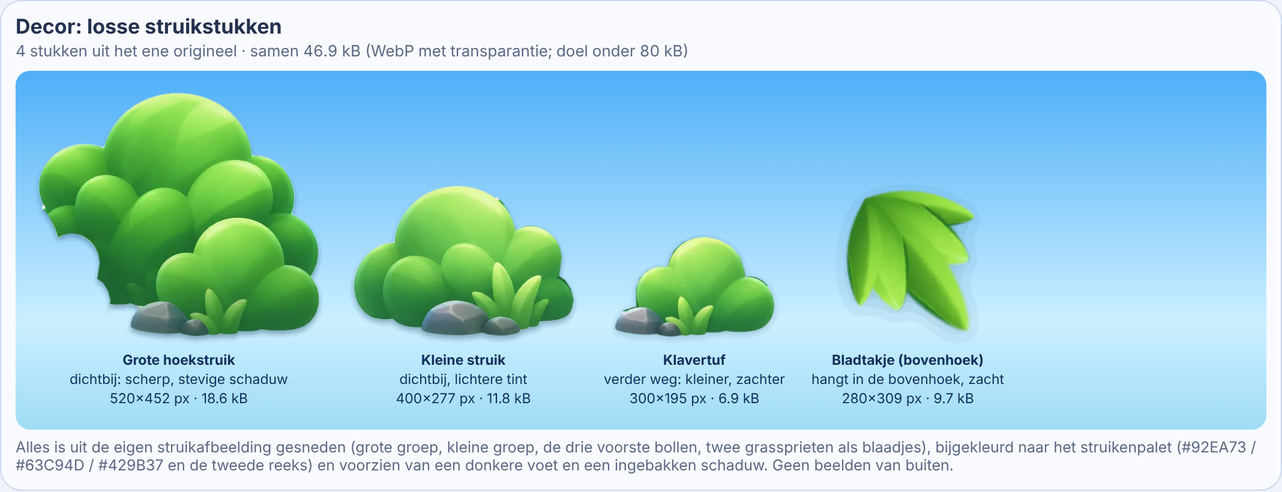 Decor: losse struikstukken
4 stukken uit het ene origineel · samen 46.9 kB (WebP met transparantie; doel onder 80 kB)
Grote hoekstruik
dichtbij: scherp, stevige schaduw
520×452 px · 18.6 kB
Kleine struik
dichtbij, lichtere tint
400×277 px · 11.8 kB
Klavertuf
verder weg: kleiner, zachter
300×195 px · 6.9 kB
Bladtakje (bovenhoek)
hangt in de bovenhoek, zacht
280×309 px · 9.7 kB
Alles is uit de eigen struikafbeelding gesneden (grote groep, kleine groep, de drie voorste bollen, twee grassprieten als blaadjes), bijgekleurd naar het struikenpalet (#92EA73 /
#63C94D / #429B37 en de tweede reeks) en voorzien van een donkere voet en een ingebakken schaduw. Geen beelden van buiten.